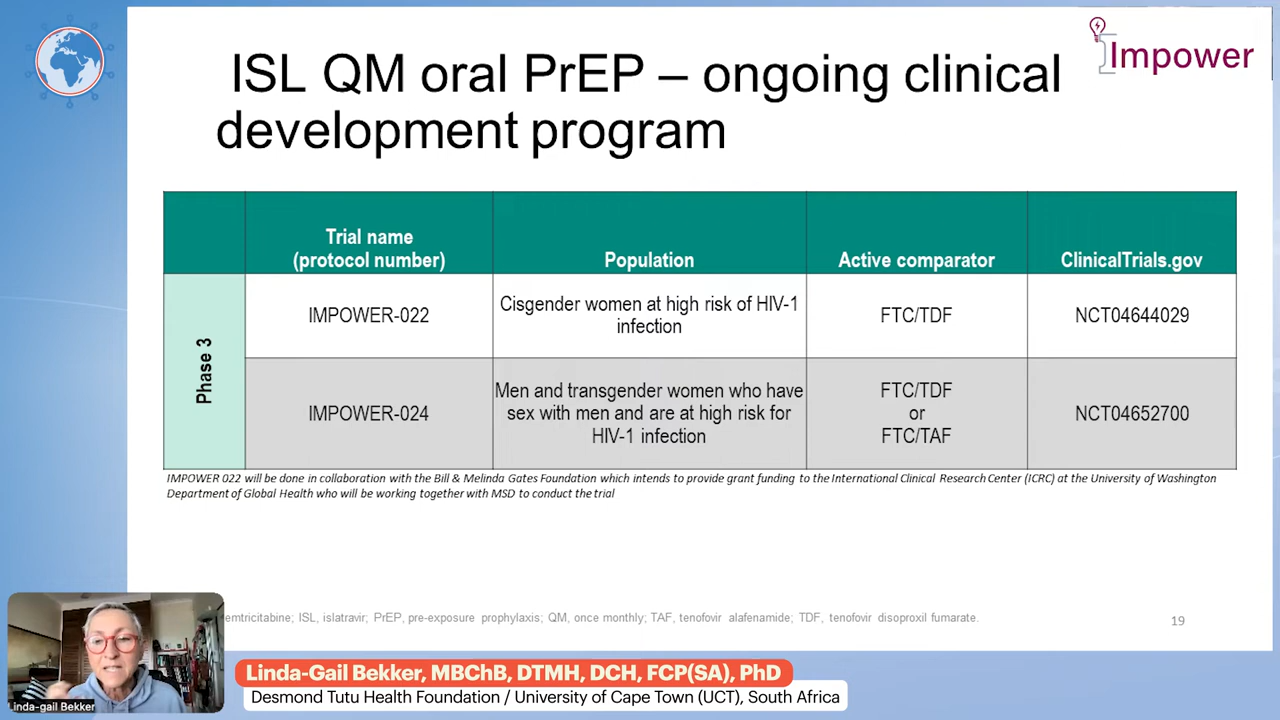 Impower
ISL QM oral PrEP – ongoing clinical
development program
Trial name
(protocol number)
Population
Active comparator
ClinicalTrials.gov
Phase 3
IMPOWER-022
Cisgender women at high risk of HIV-1
infection
FTC/TDF
NCT04644029
IMPOWER-024
Men and transgender women who have
sex with men and are at high risk for
HIV-1 infection
FTC/TDF
or
FTC/TAF
NCT04652700
IMPOWER 022 will be done in collaboration with the Bill & Melinda Gates Foundation which intends to provide grant funding to the International Clinical Research Center (ICRC) at the University of Washington
Department of Global Health who will be working together with MSD to conduct the trial
emtricitabine; ISL, islatravir; PrEP, pre-exposure prophylaxis; QM, once monthly; TAF, tenofovir alafenamide; TDF, tenofovir disoproxil fumarate.
19
Linda-gail Bekker
Linda-Gail Bekker, MBChB, DTMH, DCH, FCP(SA), PhD
Desmond Tutu Health Foundation / University of Cape Town (UCT), South Africa